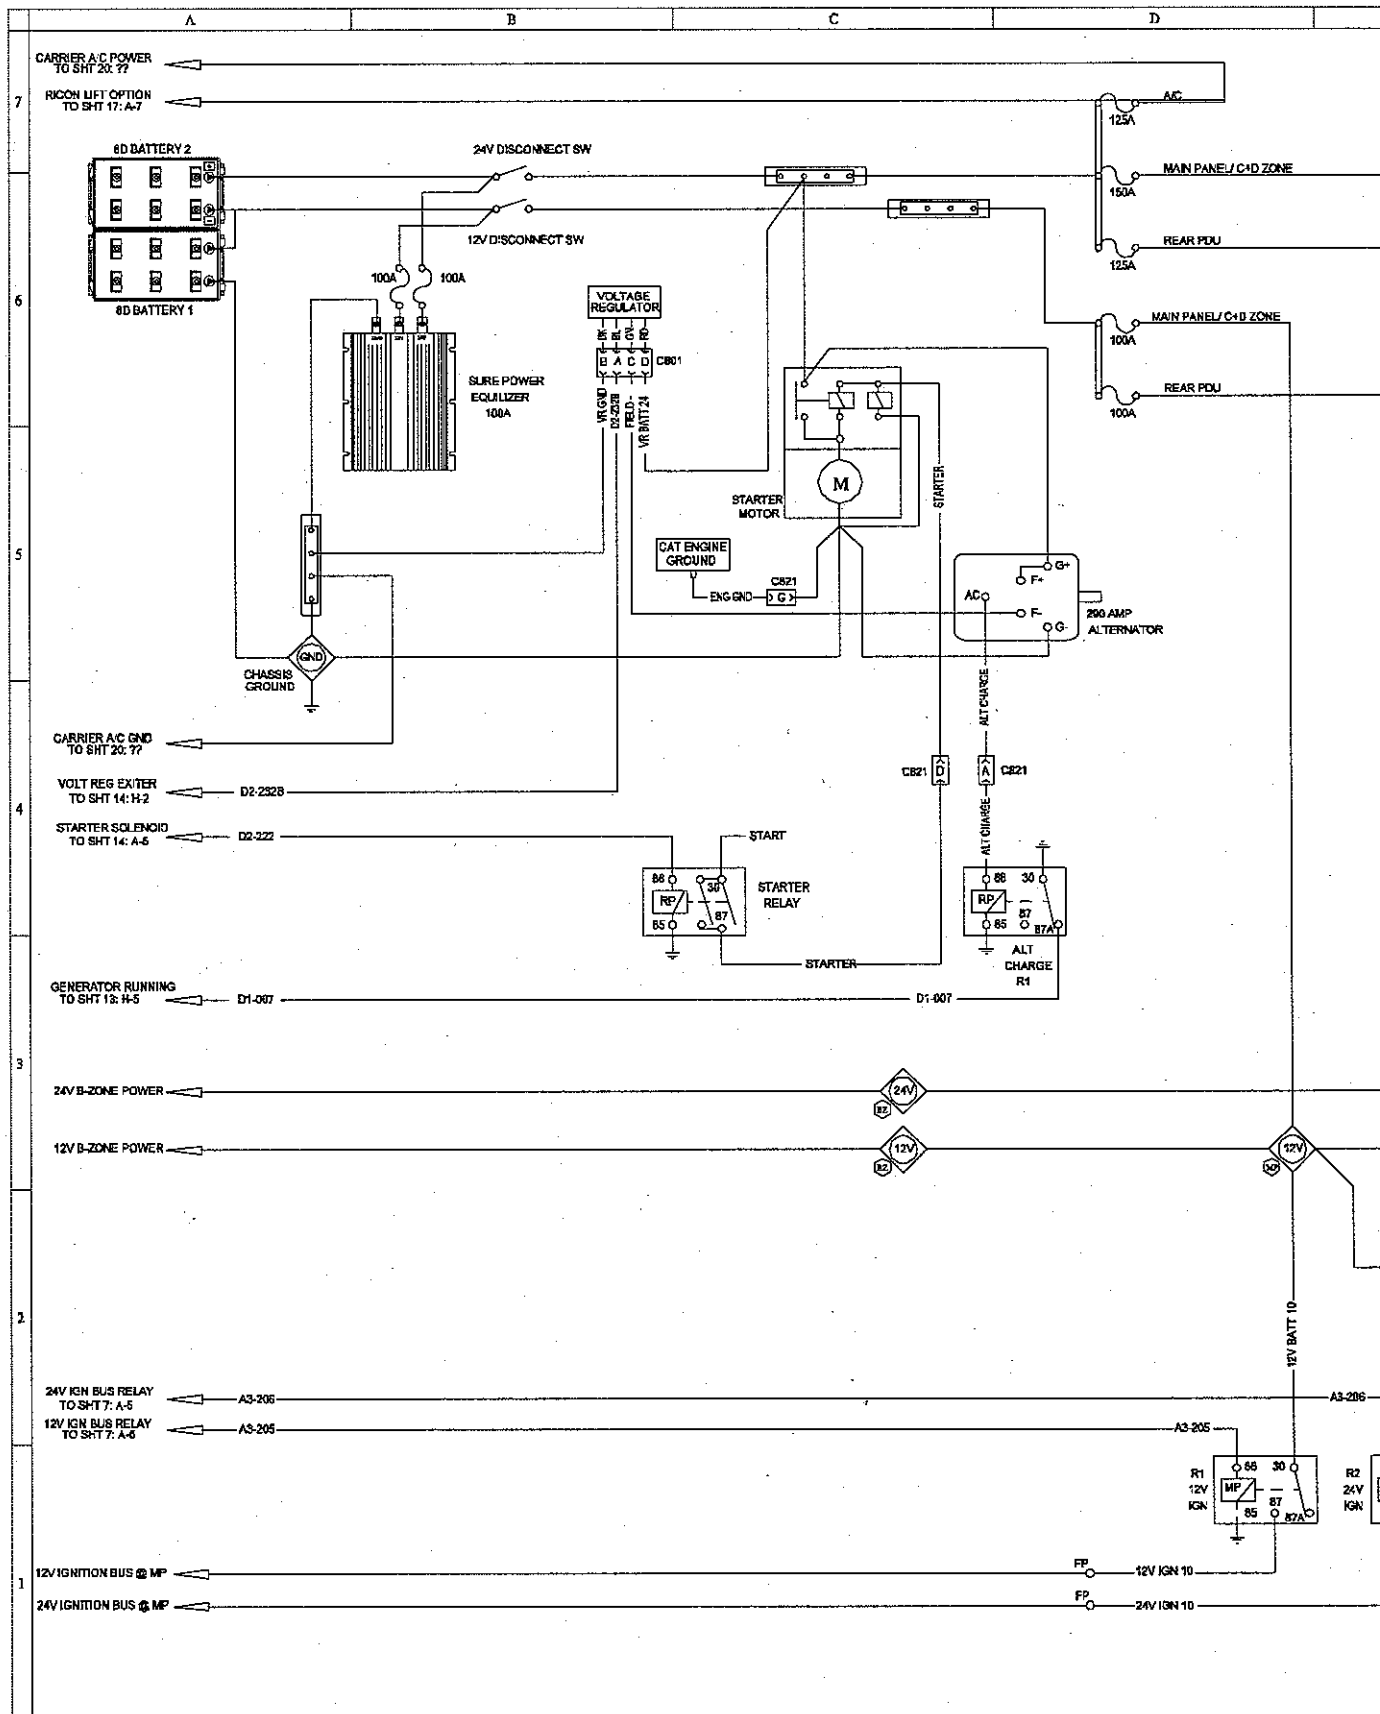 A B C D
CARRIER A/C POWER
TO SHT 20: ??
7
RICON LIFT OPTION
TO SHT 17: A-7
A/C
125A
8D BATTERY 2
24V DISCONNECT SW
MAIN PANEL/ C+D ZONE
150A
12V DISCONNECT SW
REAR PDU
125A
100A 100A
6
8D BATTERY 1
VOLTAGE
REGULATOR
MAIN PANEL/ C+D ZONE
100A
BK BL GN RD
B A C D
C801
SURE POWER
EQUILIZER
100A
REAR PDU
100A
VR GND
D2-232B
FIELD -
VR BATT 24
M
STARTER
MOTOR
STARTER
5
CAT ENGINE
GROUND
ENG GND
C821
G
G+
F+
AC
F-
G-
290 AMP
ALTERNATOR
GND
CHASSIS
GROUND
ALT CHARGE
CARRIER A/C GND
TO SHT 20: ??
C821 D
A C821
VOLT REG EXITER
TO SHT 14: H-2
D2-232B
4
STARTER SOLENOID
TO SHT 14: A-5
D2-222
START
ALT CHARGE
86 30
RP
85 87
STARTER
RELAY
86 30
RP
85 87
87A
STARTER
ALT
CHARGE
R1
GENERATOR RUNNING
TO SHT 13: H-5
D1-007
D1-007
3
24V B-ZONE POWER
24V
BZ
12V B-ZONE POWER
12V
BZ
12V
MP
2
12V BATT 10
24V IGN BUS RELAY
TO SHT 7: A-5
A3-206
A3-206
12V IGN BUS RELAY
TO SHT 7: A-6
A3-205
A3-205
R1
12V
IGN
86 30
MP
85 87
87A
R2
24V
IGN
1
12V IGNITION BUS @ MP
FP
12V IGN 10
24V IGNITION BUS @ MP
FP
24V IGN 10